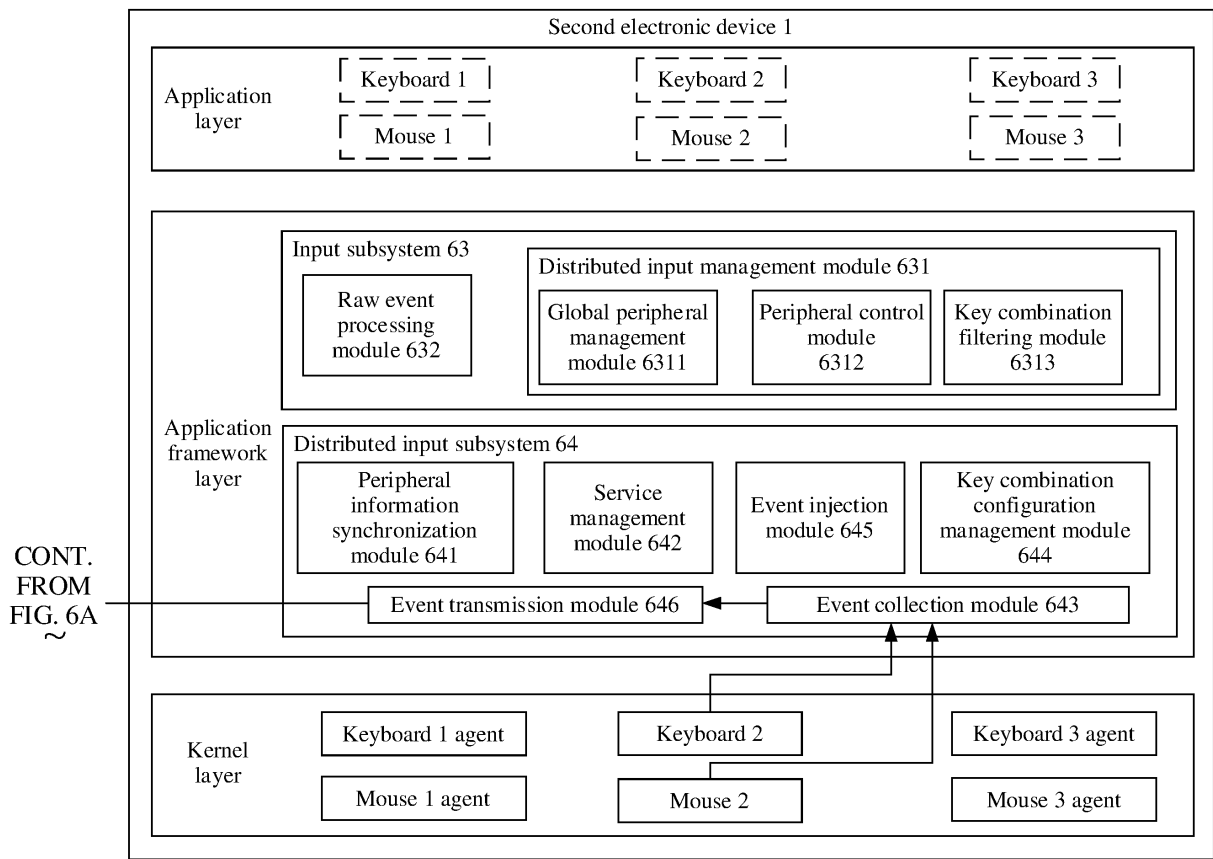 Second electronic device 1
Application
layer
Keyboard 1
Keyboard 2
Keyboard 3
Mouse 1
Mouse 2
Mouse 3
Application
framework
layer
Input subsystem 63
Raw event
processing
module 632
Distributed input management module 631
Global peripheral
management
module 6311
Peripheral control
module
6312
Key combination
filtering module
6313
Distributed input subsystem 64
Peripheral
information
synchronization
module 641
Service
management
module 642
Event injection
module 645
Key combination
configuration
management module
644
CONT.
FROM
FIG. 6A
~
Event transmission module 646
Event collection module 643
Kernel
layer
Keyboard 1 agent
Keyboard 2
Keyboard 3 agent
Mouse 1 agent
Mouse 2
Mouse 3 agent